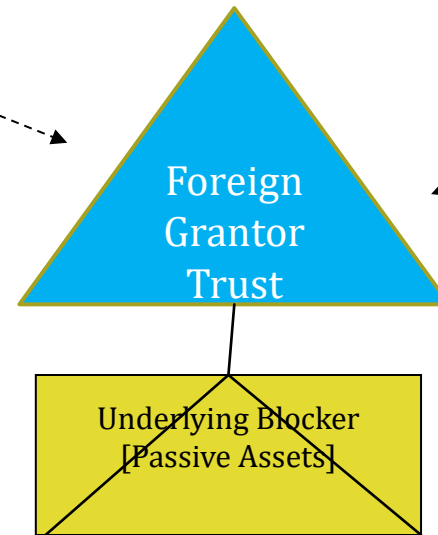 Foreign
Grantor
Trust
Underlying Blocker
[Passive Assets]